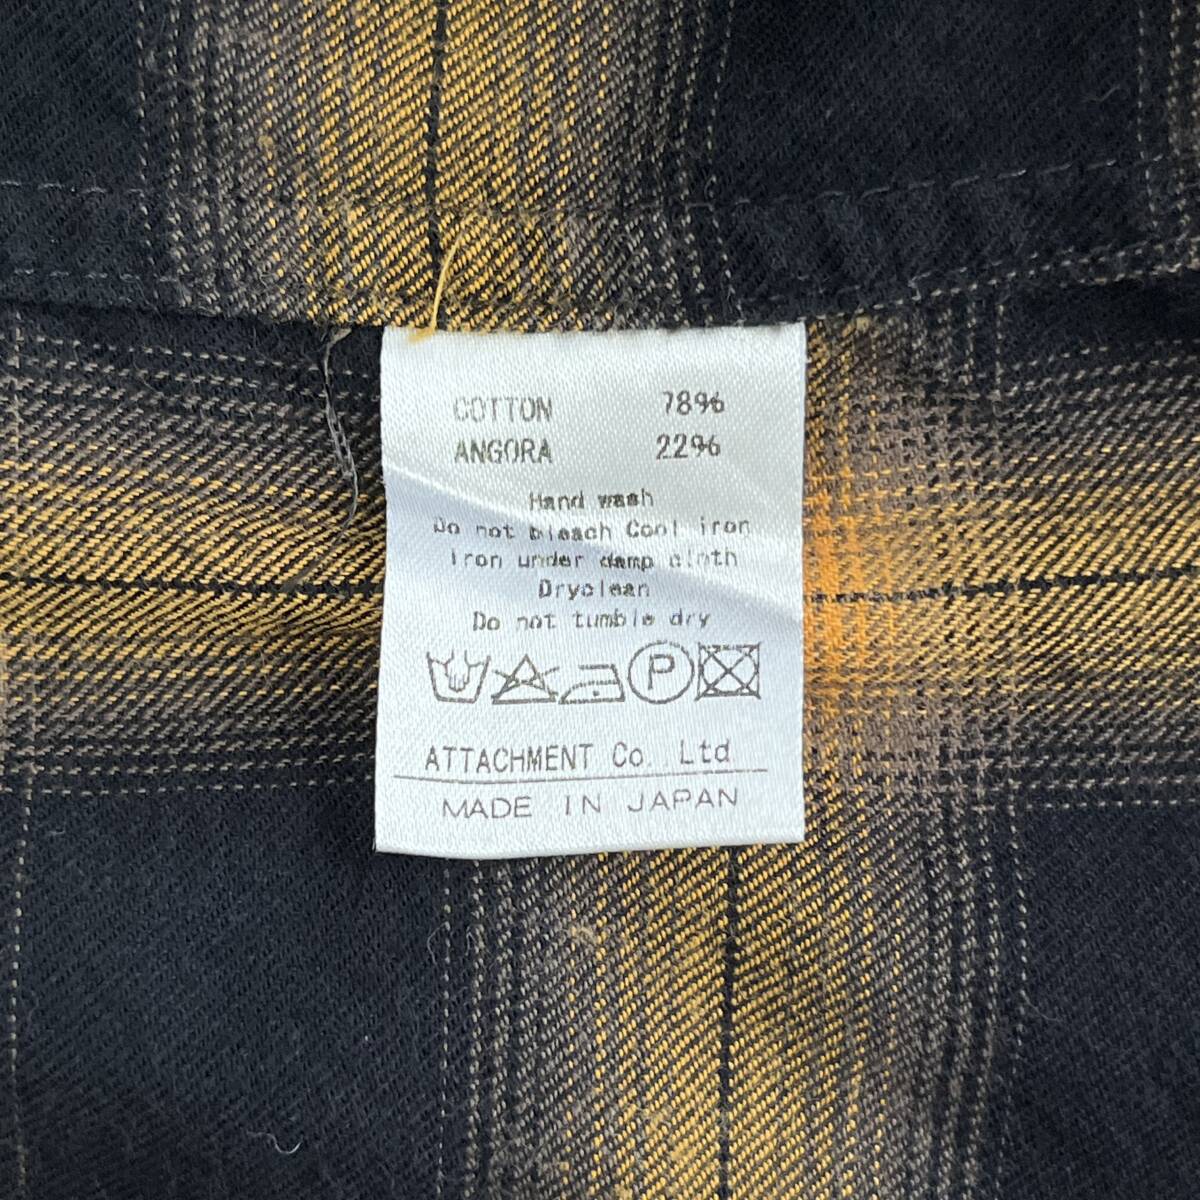 COTTON 78%
ANGORA 22%
Hand wash
Do not bleach Cool iron
Iron under damp cloth
Dryclean
Do not tumble dry
P
ATTACHMENT Co. Ltd
MADE IN JAPAN